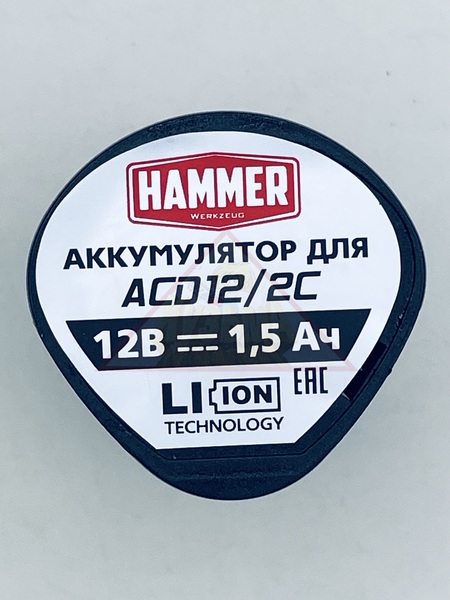 HAMMER
WERKZEUG
АККУМУЛЯТОР ДЛЯ
ACD12/2C
12В 1,5 Ач
LI ION
EAC
TECHNOLOGY